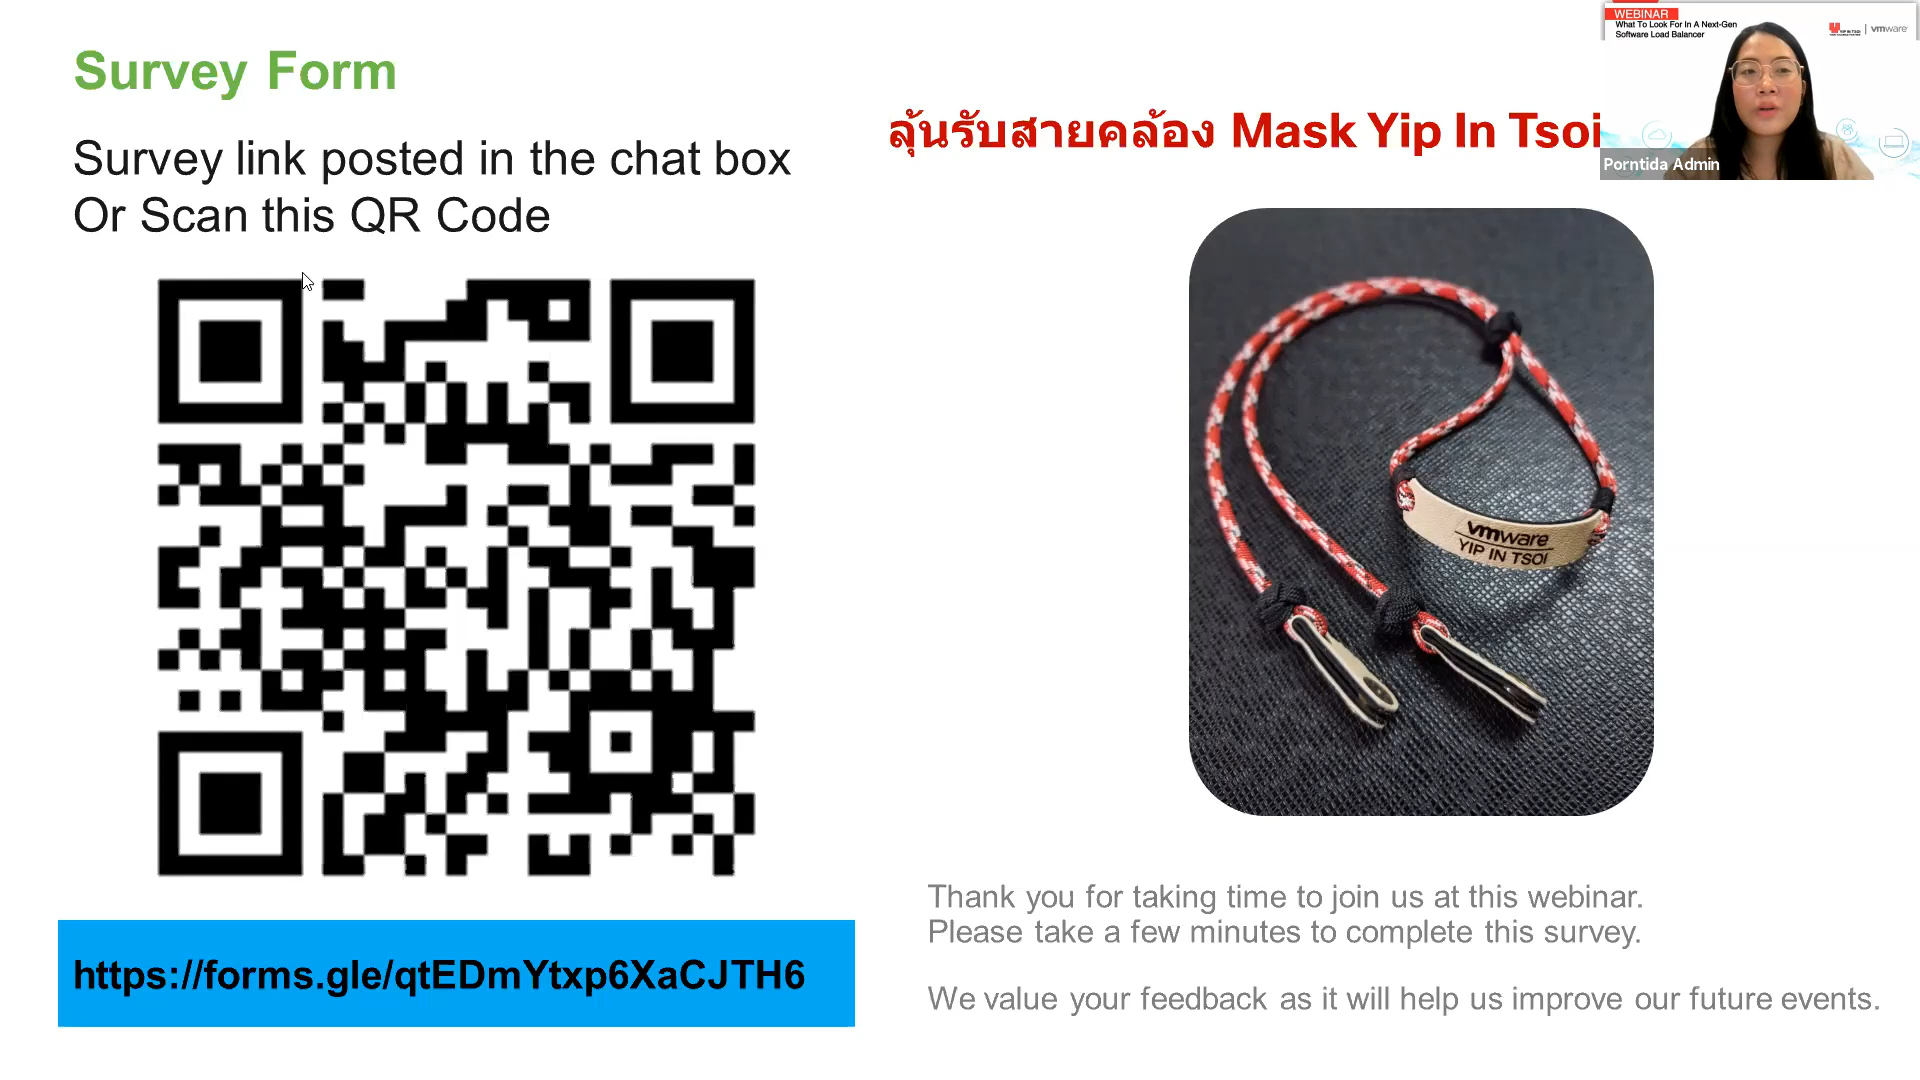 Survey Form
Survey link posted in the chat box
Or Scan this QR Code
https://forms.gle/qtEDmYtxp6XaCJTH6
ลุ้นรับสายคล้อง Mask Yip In Tsoi
vmware
YIP IN TSOI
Thank you for taking time to join us at this webinar.
Please take a few minutes to complete this survey.
We value your feedback as it will help us improve our future events.
WEBINAR
What To Look For In A Next-Gen
Software Load Balancer
YIP IN TSOI
vmware
Porntida Admin